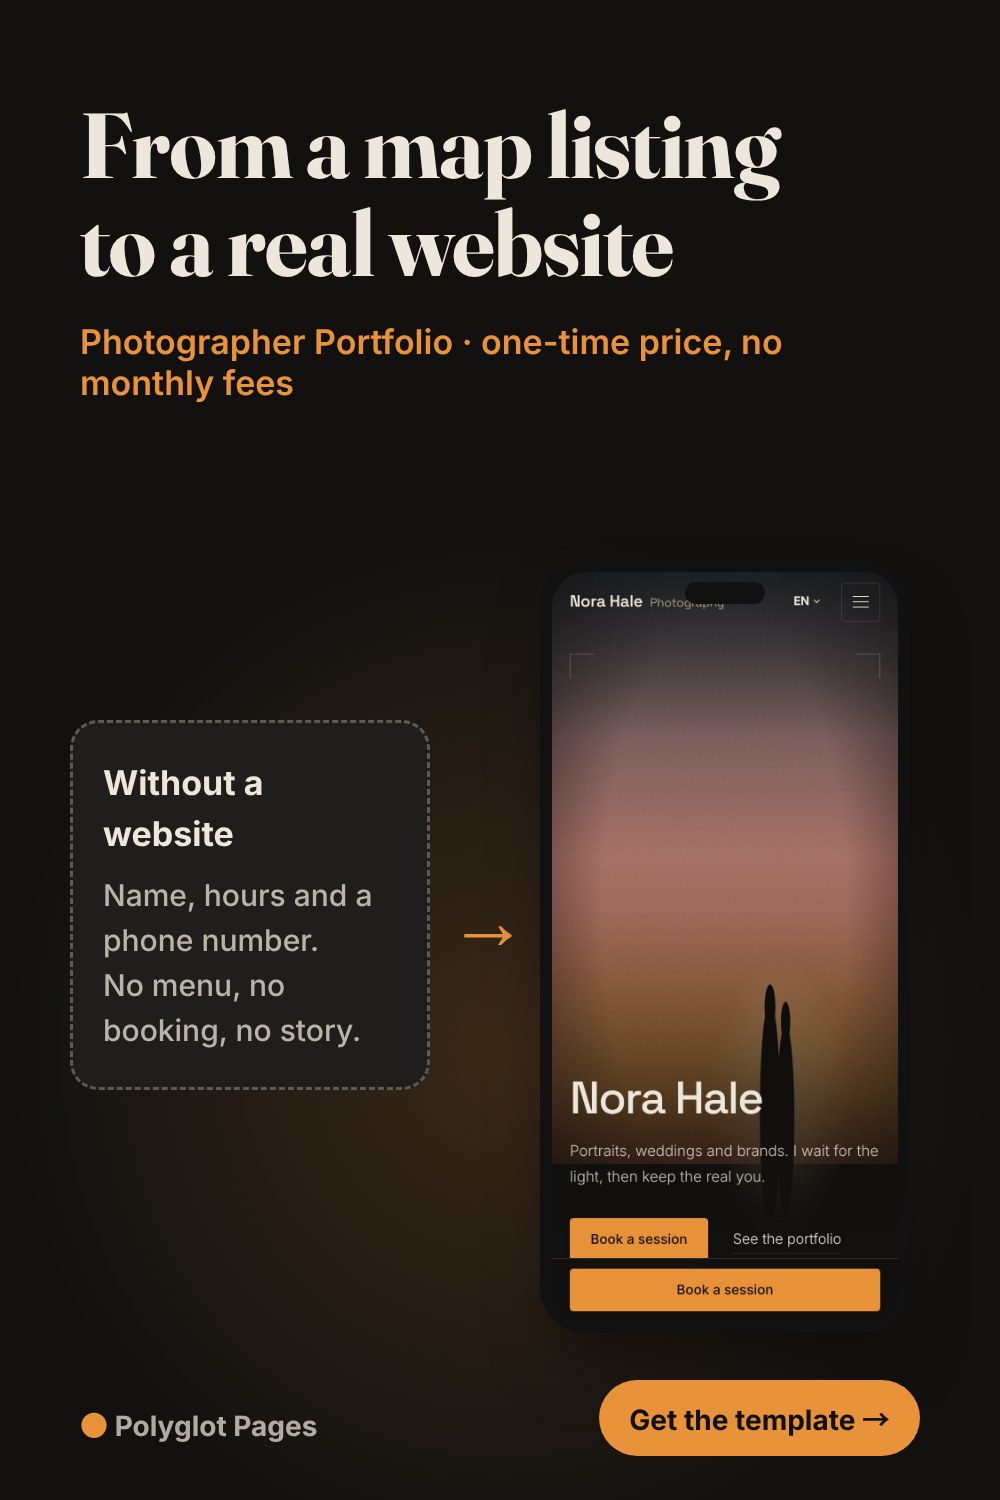 From a map listing
to a real website
Photographer Portfolio · one-time price, no
monthly fees
Without a
website
Name, hours and a
phone number.
No menu, no
booking, no story.
→
Nora Hale Photography EN
Nora Hale
Portraits, weddings and brands. I wait for the
light, then keep the real you.
Book a session See the portfolio
Book a session
Polyglot Pages
Get the template →